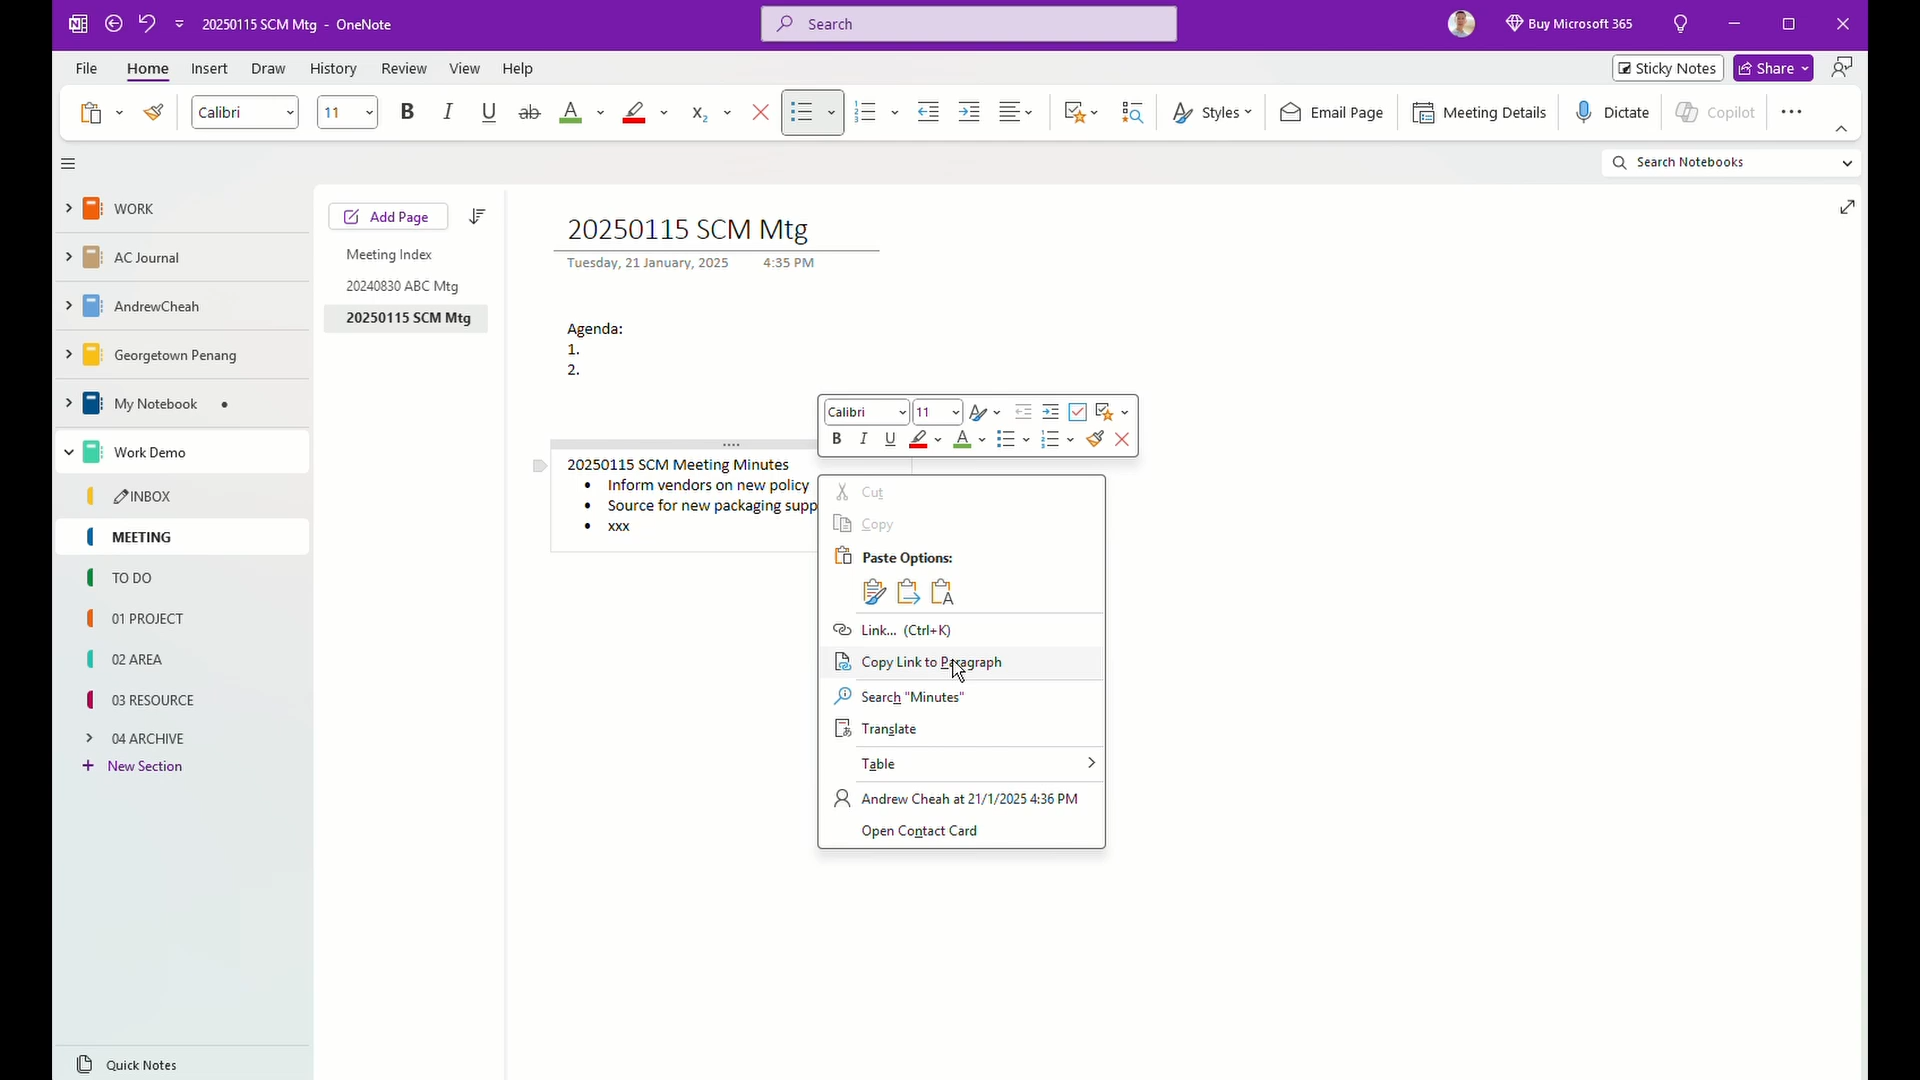 20250115 SCM Mtg - OneNote
Search
Buy Microsoft 365
File Home Insert Draw History Review View Help
Sticky Notes
Share
Calibri
11
B I U ab A x₂
Styles
Email Page
Meeting Details
Dictate
Copilot
Search Notebooks
WORK
AC Journal
AndrewCheah
Georgetown Penang
My Notebook
Work Demo
INBOX
MEETING
TO DO
01 PROJECT
02 AREA
03 RESOURCE
04 ARCHIVE
+ New Section
Quick Notes
Add Page
Meeting Index
20240830 ABC Mtg
20250115 SCM Mtg
20250115 SCM Mtg
Tuesday, 21 January, 2025 4:35 PM
Agenda:
1.
2.
20250115 SCM Meeting Minutes
• Inform vendors on new policy
• Source for new packaging supp
• xxx
Calibri 11
B I U A
Cut
Copy
Paste Options:
Link... (Ctrl+K)
Copy Link to Paragraph
Search "Minutes"
Translate
Table
Andrew Cheah at 21/1/2025 4:36 PM
Open Contact Card